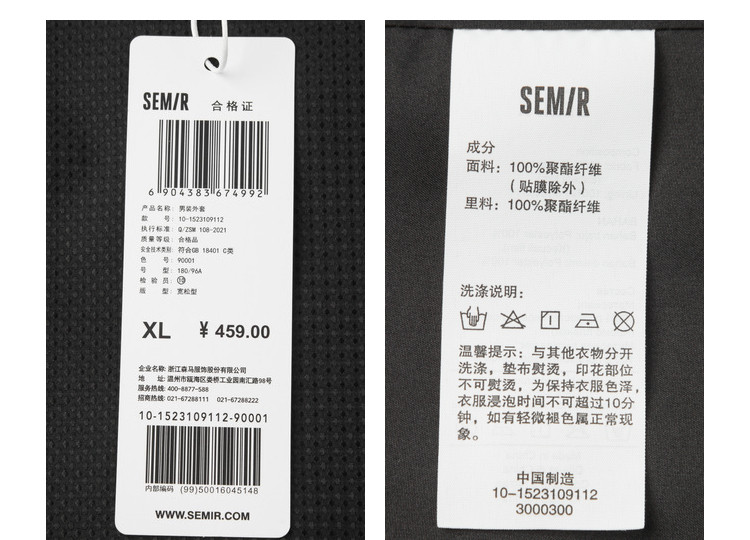 SEMIR 合格证
6 904383 674992
产品名称: 男装外套
款 号: 10-1523109112
执行标准: Q/ZSM 108-2021
质量等级: 合格品
安全技术类别: 符合GB 18401 C类
色 号: 90001
号 型: 180/96A
检 验 员: ⑩
版 型: 宽松型
XL ¥ 459.00
企业名称: 浙江森马服饰股份有限公司
地 址: 温州市瓯海区娄桥工业园南汇路98号
服务热线: 400-8877-588
招商热线: 021-67288111 021-67288222
10-1523109112-90001
内部编码 (99)50016045148
WWW.SEMIR.COM
SEMIR
成分
面料: 100%聚酯纤维
(贴膜除外)
里料: 100%聚酯纤维
洗涤说明:
温馨提示: 与其他衣物分开
洗涤, 垫布熨烫, 印花部位
不可熨烫, 为保持衣服色泽,
衣服浸泡时间不可超过10分
钟, 如有轻微褪色属正常现
象。
中国制造
10-1523109112
3000300